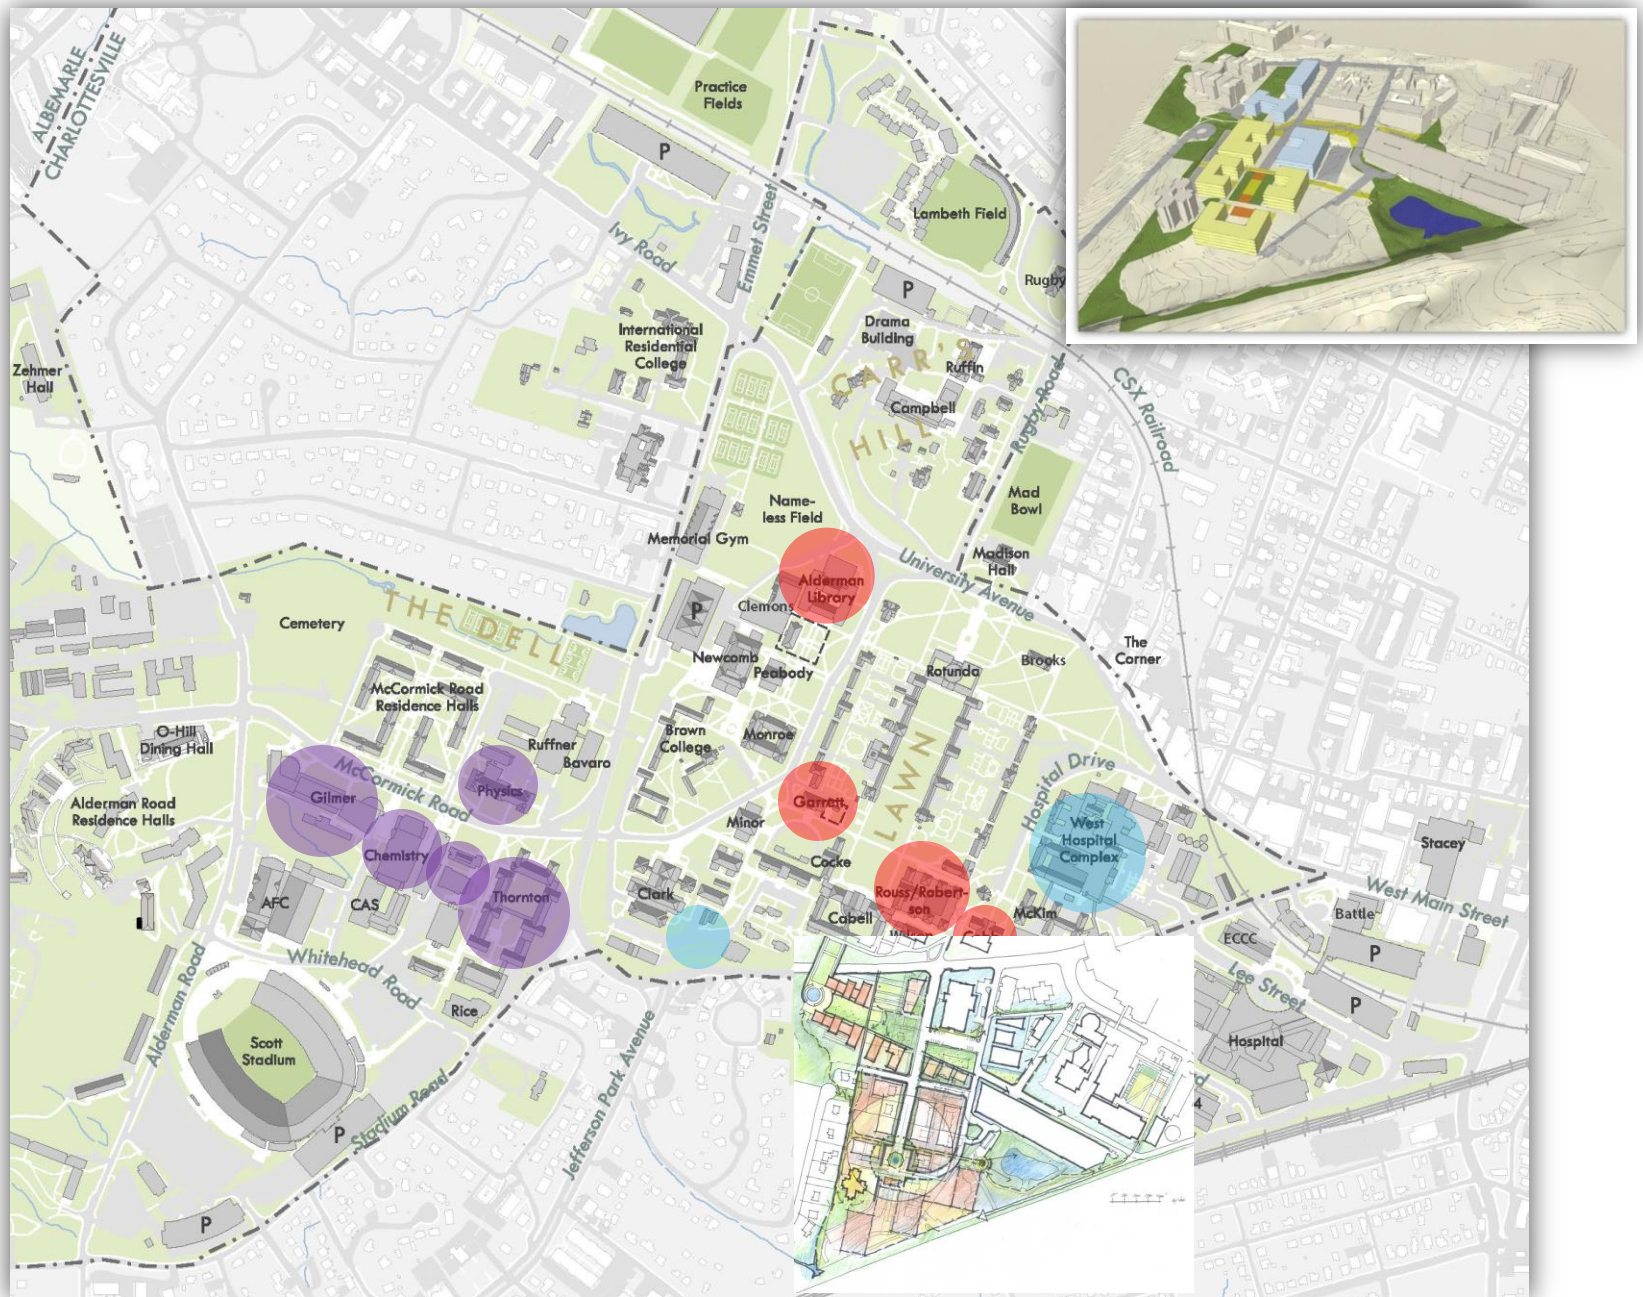 ALBEMARLE
CHARLOTTESVILLE
Practice
Fields
P
Lambeth Field
Ivy Road
Emmet Street
Rugby
P
Drama
Building
International
Residential
College
CARR'S
HILL
Ruffin
Campbell
Rugby Road
CSX Railroad
Zehmer
Hall
Mad
Bowl
Name-
less Field
Memorial Gym
Madison
Hall
University Avenue
Alderman
Library
Clemons
P
Cemetery
THE DELL
The
Corner
Newcomb
Peabody
Rotunda
Brooks
McCormick Road
Residence Halls
O-Hill
Dining Hall
Ruffner
Bavaro
Brown
College
Monroe
LAWN
Hospital Drive
McCormick Road
Gilmer
Physics
Alderman Road
Residence Halls
Garrett
Minor
West
Hospital
Complex
Stacey
Chemistry
Cocke
Thornton
Clark
Rouss/Robert-
son
AFC
CAS
Cabell
McKim
West Main Street
Battle
ECCC
P
Whitehead Road
Alderman Road
Lee Street
P
Rice
Scott
Stadium
Hospital
Jefferson Park Avenue
Stadium Road
P
P